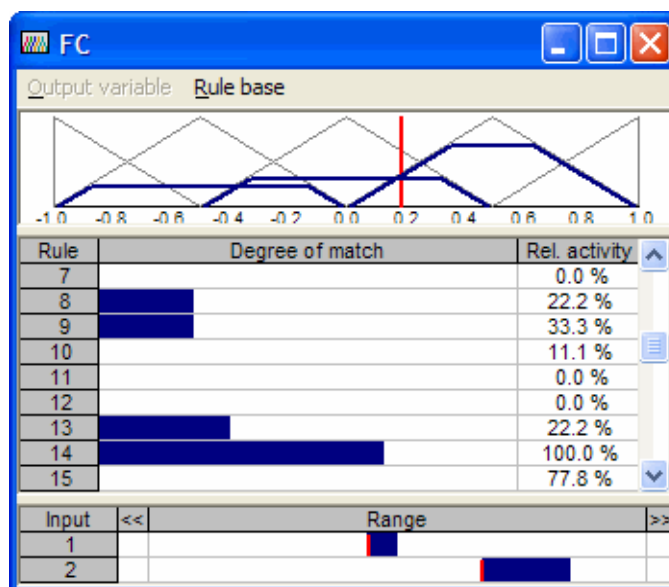 FC
Output variable Rule base
-1.0 -0.8 -0.6 -0.4 -0.2 0.0 0.2 0.4 0.6 0.8 1.0
Rule Degree of match Rel. activity
7 0.0 %
8 22.2 %
9 33.3 %
10 11.1 %
11 0.0 %
12 0.0 %
13 22.2 %
14 100.0 %
15 77.8 %
Input << Range >>
1
2